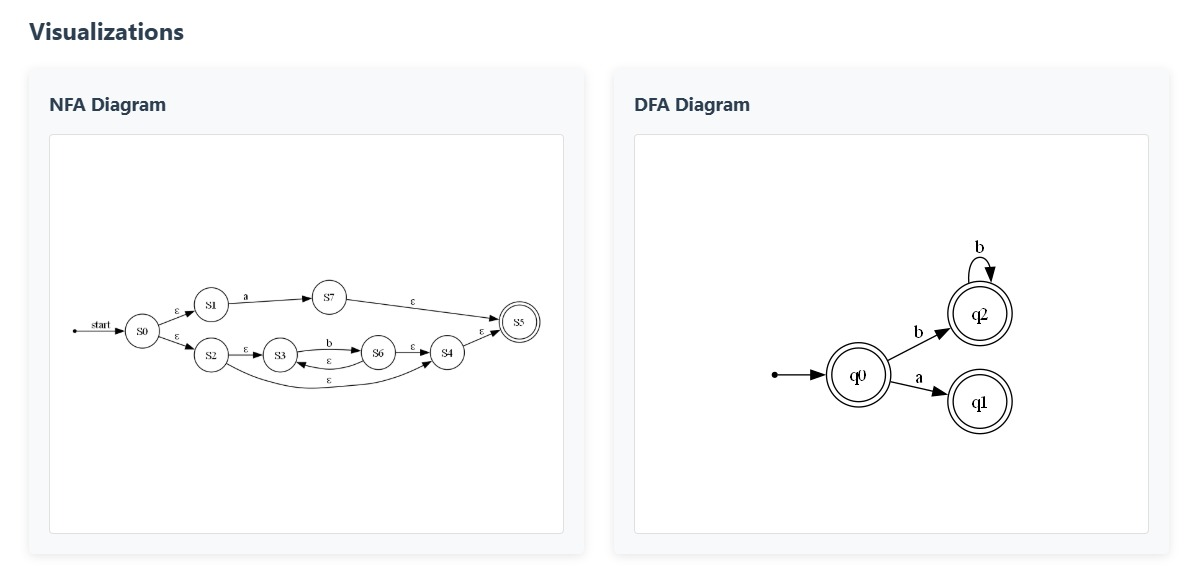 Visualizations
NFA Diagram
start
S0
ε
ε
S1
a
S7
ε
S2
ε
S3
b
ε
S6
ε
S4
ε
ε
S5
DFA Diagram
q0
b
a
b
q2
q1